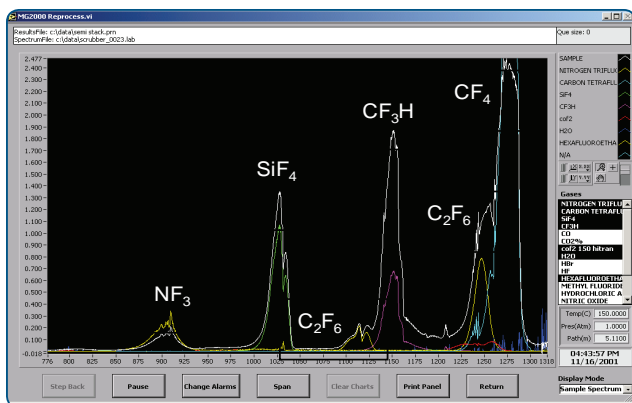 MG2000 Reprocess.vi
ResultsFile: c:\data\semi stack.prn
SpectrumFile: c:\data\scrubber_0023.lab
Que size: 0
2.477
2.400
2.300
2.200
2.100
2.000
1.900
1.800
1.700
1.600
1.500
1.400
1.300
1.200
1.100
1.000
0.900
0.800
0.700
0.600
0.500
0.400
0.300
0.200
0.100
-0.018
NF3
SiF4
C2F6
CF3H
C2F6
CF4
776 800 825 850 875 900 925 950 975 1000 1025 1050 1075 1100 1125 1150 1175 1200 1225 1250 1275 1300 1318
SAMPLE
NITROGEN TRIFLUO
CARBON TETRAFLU
SiF4
CF3H
cof2
H2O
HEXAFLUOROETHA
N/A
Gases
NITROGEN TRIFLU
CARBON TETRAFLU
SiF4
CF3H
CO
CO2%
cof2 150 hitran
H2O
HBr
HF
HEXAFLUOROETHA
METHYL FLUORIDE
HYDROCHLORIC A
NITRIC OXIDE
Temp(C) 150.0000
Pres(Atm) 1.0000
Path(m) 5.1100
04:43:57 PM
11/16/2001
Display Mode
Sample Spectrum
Step Back Pause Change Alarms Span Clear Charts Print Panel Return